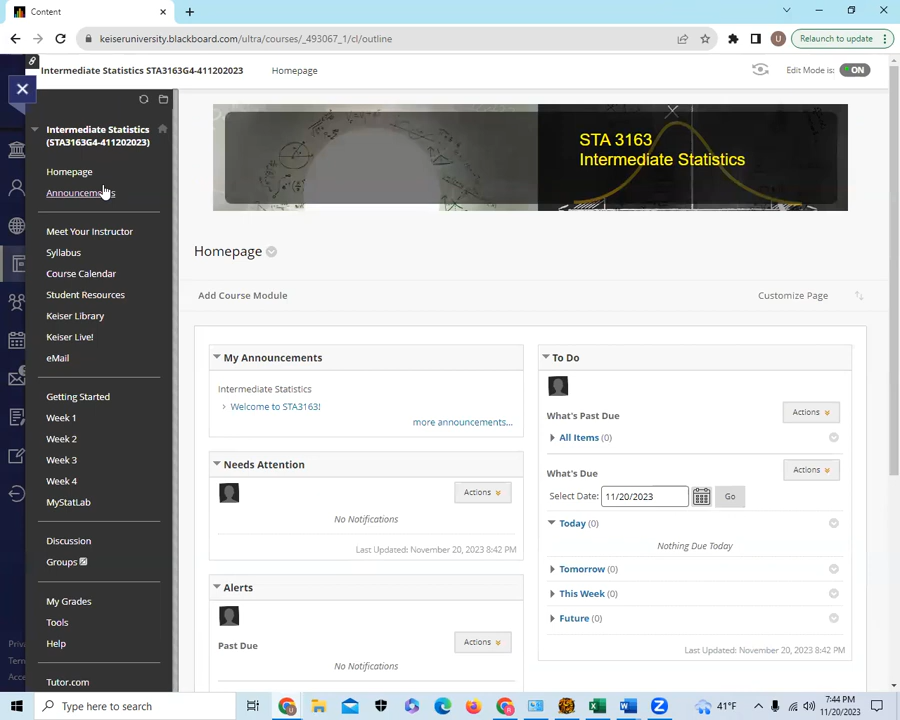 Content
keiseruniversity.blackboard.com/ultra/courses/_493067_1/cl/outline
U
Relaunch to update
Intermediate Statistics STA3163G4-411202023
Homepage
Edit Mode is:
ON
Intermediate Statistics
(STA3163G4-411202023)
Homepage
Announcements
Meet Your Instructor
Syllabus
Course Calendar
Student Resources
Keiser Library
Keiser Live!
eMail
Getting Started
Week 1
Week 2
Week 3
Week 4
MyStatLab
Discussion
Groups
My Grades
Tools
Help
Tutor.com
Priva
Term
Acce
STA 3163
Intermediate Statistics
Homepage
Add Course Module
Customize Page
My Announcements
Intermediate Statistics
Welcome to STA3163!
more announcements...
Needs Attention
Actions
No Notifications
Last Updated: November 20, 2023 8:42 PM
Alerts
Actions
Past Due
No Notifications
To Do
What's Past Due
Actions
All Items (0)
What's Due
Actions
Select Date: 11/20/2023 Go
Today (0)
Nothing Due Today
Tomorrow (0)
This Week (0)
Future (0)
Last Updated: November 20, 2023 8:42 PM
Type here to search
41°F
7:44 PM
11/20/2023